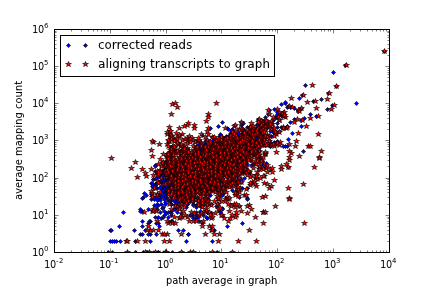 corrected reads
aligning transcripts to graph
average mapping count
10^6
10^5
10^4
10^3
10^2
10^1
10^0
10^-2 10^-1 10^0 10^1 10^2 10^3 10^4
path average in graph